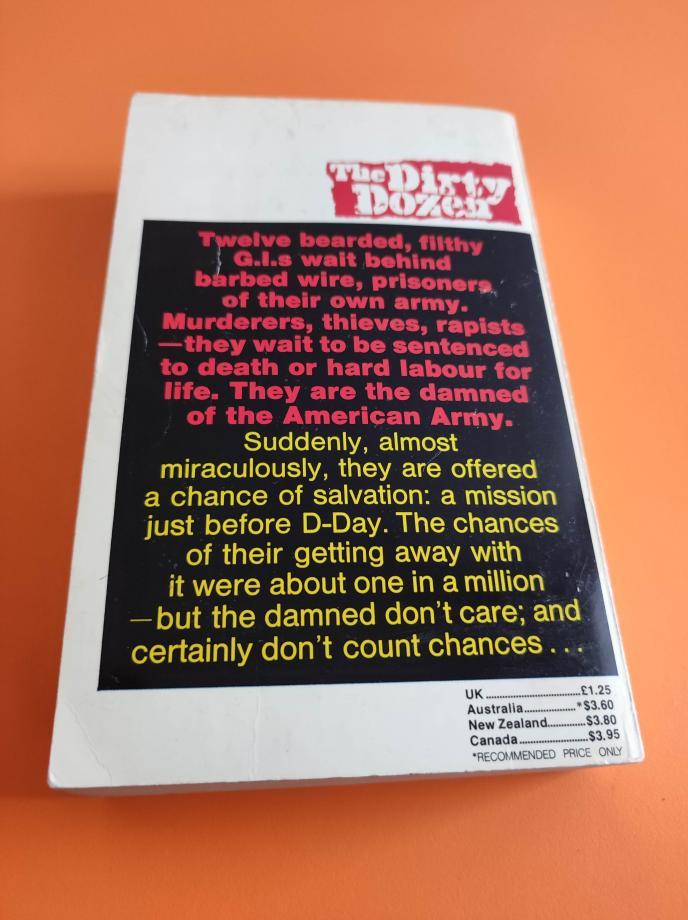 The Dirty
Dozen
Twelve bearded, filthy
G.I.s wait behind
barbed wire, prisoners
of their own army.
Murderers, thieves, rapists
—they wait to be sentenced
to death or hard labour for
life. They are the damned
of the American Army.
Suddenly, almost
miraculously, they are offered
a chance of salvation: a mission
just before D-Day. The chances
of their getting away with
it were about one in a million
—but the damned don't care; and
certainly don't count chances . . .
UK..............................£1.25
Australia................*$3.60
New Zealand............$3.80
Canada.....................$3.95
*RECOMMENDED PRICE ONLY